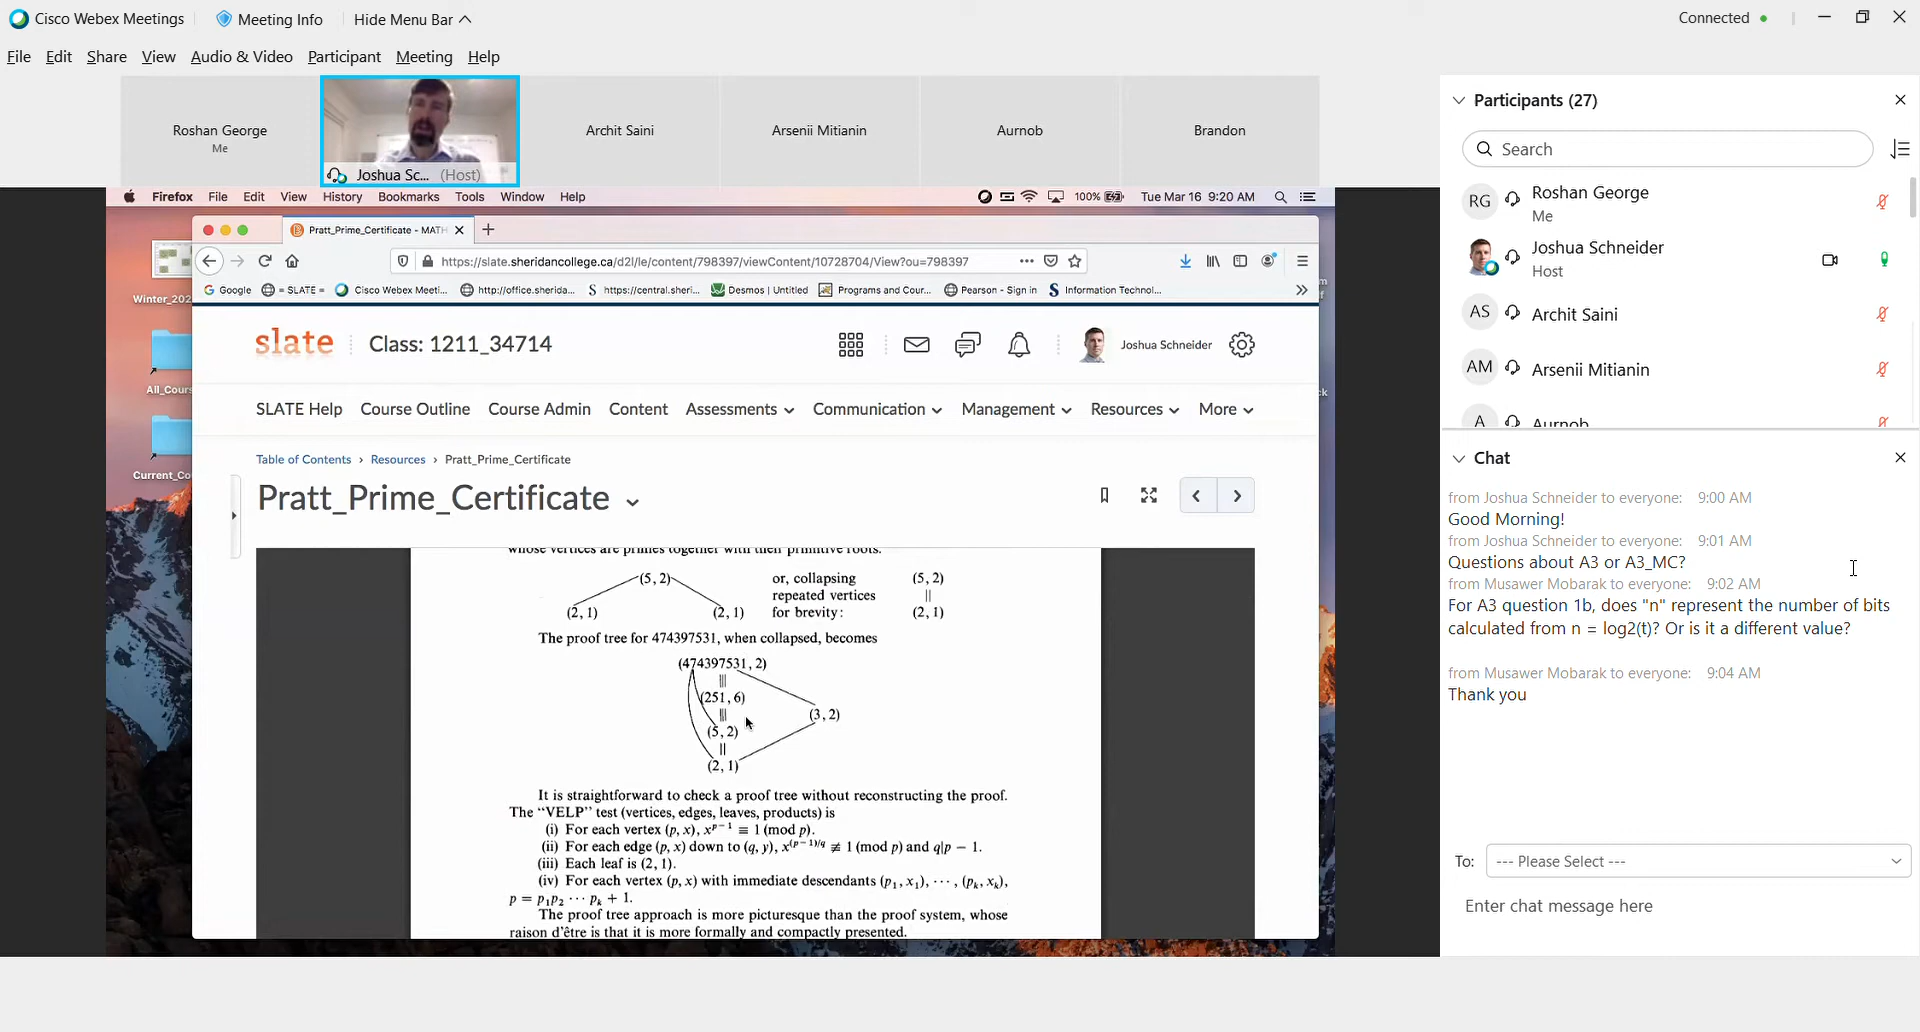 Cisco Webex Meetings
Meeting Info
Hide Menu Bar
Connected
File Edit Share View Audio & Video Participant Meeting Help
Roshan George
Me
Joshua Sc... (Host)
Archit Saini
Arsenii Mitianin
Aurnob
Brandon
Firefox File Edit View History Bookmarks Tools Window Help
100%
Tue Mar 16 9:20 AM
Winter_202
All_Cours
Current_Co
Pratt_Prime_Certificate - MATH
https://slate.sheridancollege.ca/d2l/le/content/798397/viewContent/10728704/View?ou=798397
Google
= SLATE =
Cisco Webex Meeti...
http://office.sherida...
https://central.sheri...
Desmos | Untitled
Programs and Cour...
Pearson - Sign in
Information Technol...
slate
Class: 1211_34714
Joshua Schneider
SLATE Help Course Outline Course Admin Content Assessments Communication Management Resources More
Table of Contents › Resources › Pratt_Prime_Certificate
Pratt_Prime_Certificate
whose vertices are primes together with their primitive roots.
(5, 2) or, collapsing (5, 2)
repeated vertices ||
(2, 1) (2, 1) for brevity: (2, 1)
The proof tree for 474397531, when collapsed, becomes
(474397531, 2)
|||
(251, 6)
|||
(3, 2)
(5, 2)
||
(2, 1)
It is straightforward to check a proof tree without reconstructing the proof.
The “VELP” test (vertices, edges, leaves, products) is
(i) For each vertex (p, x), x^{p−1} ≡ 1 (mod p).
(ii) For each edge (p, x) down to (q, y), x^{(p−1)/q} ≢ 1 (mod p) and q|p − 1.
(iii) Each leaf is (2, 1).
(iv) For each vertex (p, x) with immediate descendants (p₁, x₁), ···, (pₖ, xₖ),
p = p₁p₂ ··· pₖ + 1.
The proof tree approach is more picturesque than the proof system, whose
raison d'être is that it is more formally and compactly presented.
Participants (27)
Search
RG
Roshan George
Me
Joshua Schneider
Host
AS
Archit Saini
AM
Arsenii Mitianin
A
Aurnob
Chat
from Joshua Schneider to everyone: 9:00 AM
Good Morning!
from Joshua Schneider to everyone: 9:01 AM
Questions about A3 or A3_MC?
from Musawer Mobarak to everyone: 9:02 AM
For A3 question 1b, does "n" represent the number of bits
calculated from n = log2(t)? Or is it a different value?
from Musawer Mobarak to everyone: 9:04 AM
Thank you
To: --- Please Select ---
Enter chat message here